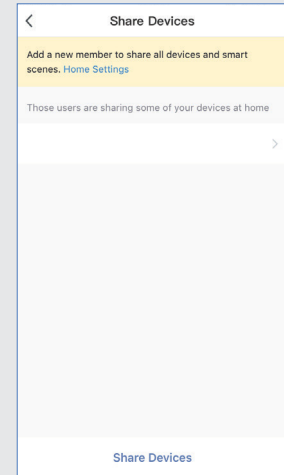 Share Devices
Add a new member to share all devices and smart
scenes. Home Settings
Those users are sharing some of your devices at home
Share Devices